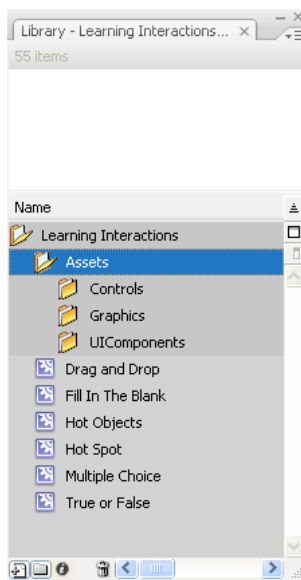 Library - Learning Interactions...
55 items
Name
Learning Interactions
Assets
Controls
Graphics
UIComponents
Drag and Drop
Fill In The Blank
Hot Objects
Hot Spot
Multiple Choice
True or False